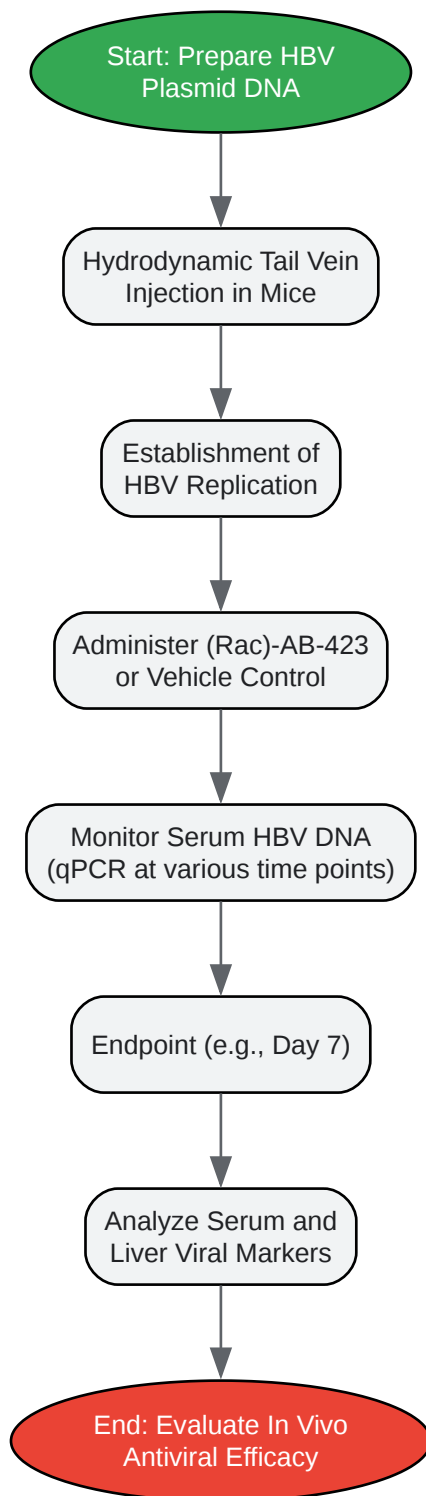 Start: Prepare HBV
Plasmid DNA
Hydrodynamic Tail Vein
Injection in Mice
Establishment of
HBV Replication
Administer (Rac)-AB-423
or Vehicle Control
Monitor Serum HBV DNA
(qPCR at various time points)
Endpoint (e.g., Day 7)
Analyze Serum and
Liver Viral Markers
End: Evaluate In Vivo
Antiviral Efficacy